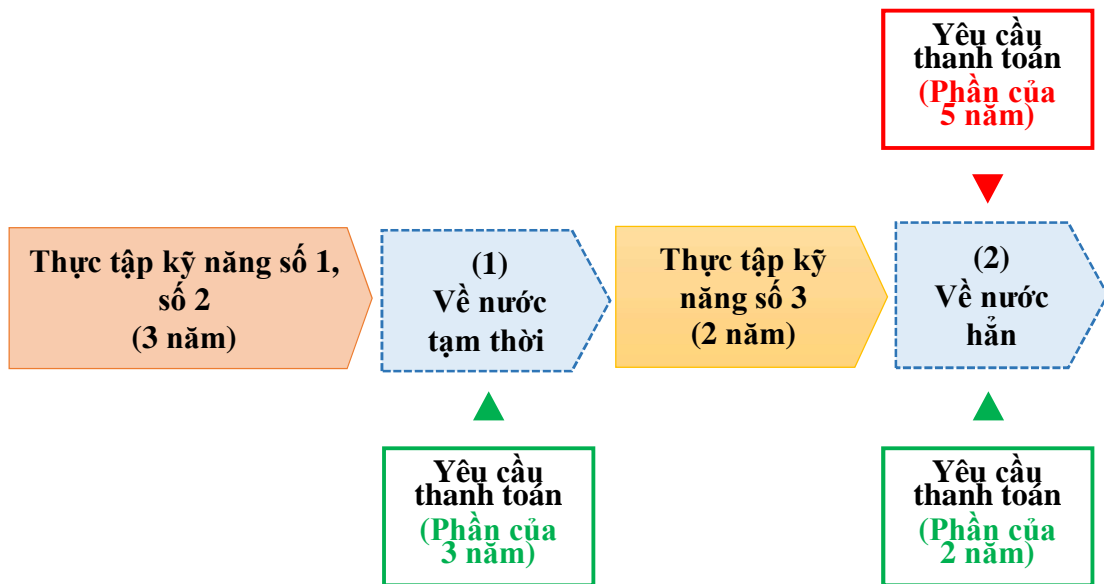 Yêu cầu
thanh toán
(Phần của
5 năm)
Thực tập kỹ năng số 1,
số 2
(3 năm)
(1)
Về nước
tạm thời
Thực tập kỹ
năng số 3
(2 năm)
(2)
Về nước
hẳn
Yêu cầu
thanh toán
(Phần của
3 năm)
Yêu cầu
thanh toán
(Phần của
2 năm)